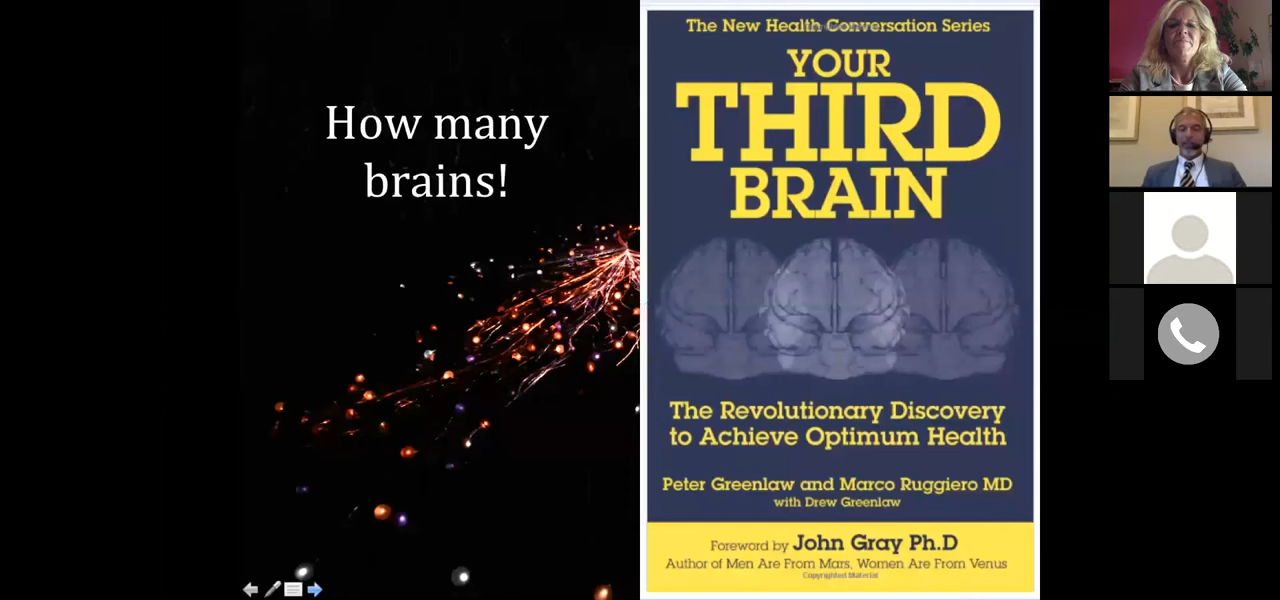 How many
brains!
The New Health Conversation Series
YOUR
THIRD
BRAIN
The Revolutionary Discovery
to Achieve Optimum Health
Peter Greenlaw and Marco Ruggiero MD
with Drew Greenlaw
Foreword by John Gray Ph.D
Author of Men Are From Mars, Women Are From Venus
Copyrighted Material